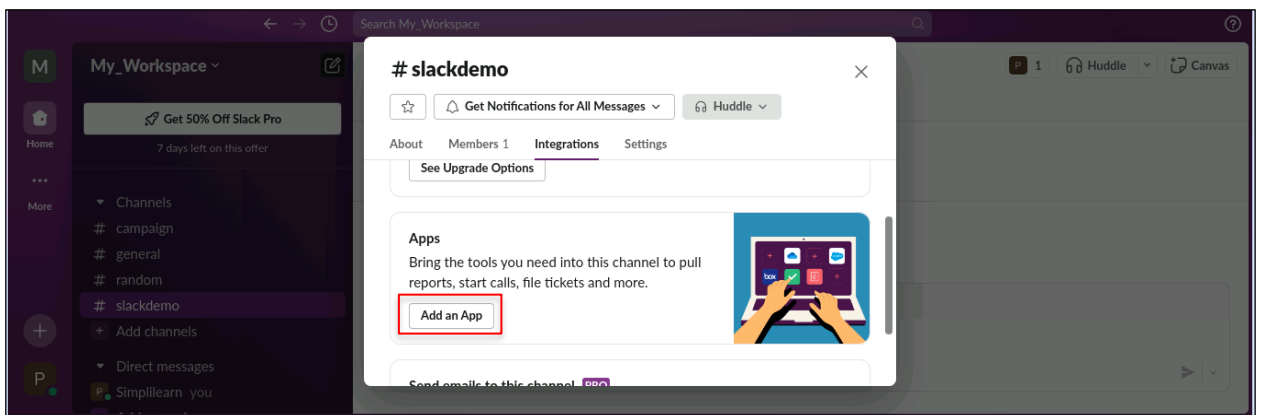 Search My_Workspace
M
My_Workspace
P 1
Huddle
Canvas
Get 50% Off Slack Pro
7 days left on this offer
Home
More
Channels
# campaign
# general
# random
# slackdemo
+ Add channels
Direct messages
P
Simplilearn you
# slackdemo
Get Notifications for All Messages
Huddle
About Members 1 Integrations Settings
See Upgrade Options
Apps
Bring the tools you need into this channel to pull
reports, start calls, file tickets and more.
Add an App
box
Send emails to this channel PRO